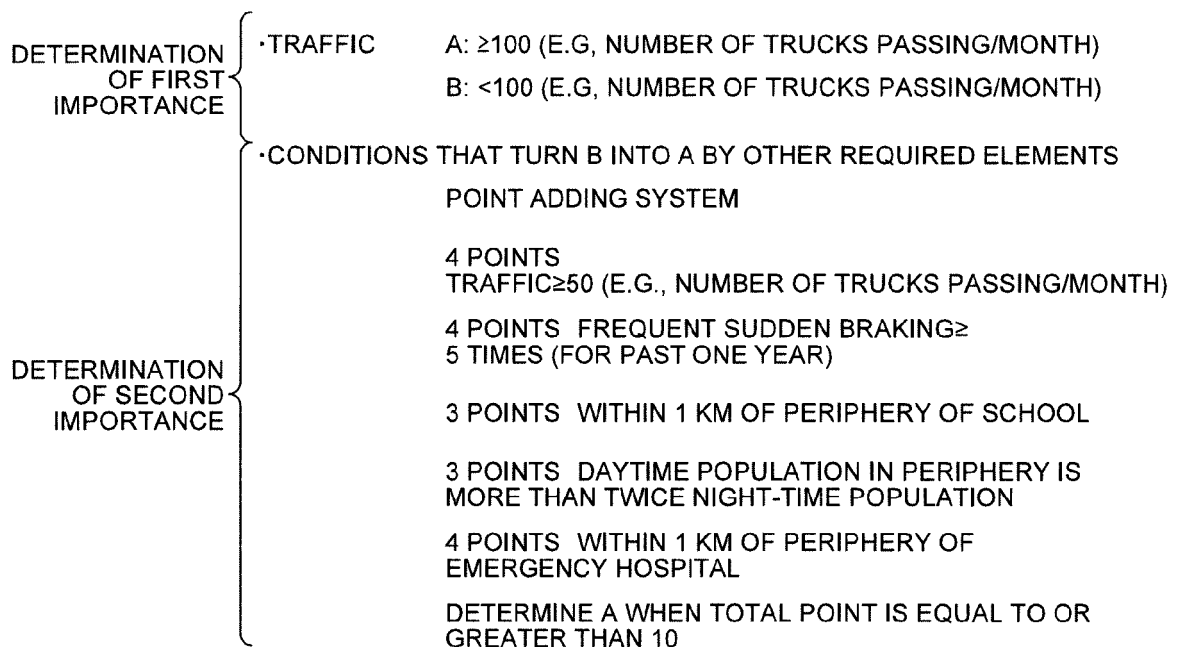 DETERMINATION
OF FIRST
IMPORTANCE
·TRAFFIC A: ≥100 (E.G, NUMBER OF TRUCKS PASSING/MONTH)
B: <100 (E.G, NUMBER OF TRUCKS PASSING/MONTH)
DETERMINATION
OF SECOND
IMPORTANCE
·CONDITIONS THAT TURN B INTO A BY OTHER REQUIRED ELEMENTS
POINT ADDING SYSTEM
4 POINTS
TRAFFIC≥50 (E.G., NUMBER OF TRUCKS PASSING/MONTH)
4 POINTS FREQUENT SUDDEN BRAKING≥
5 TIMES (FOR PAST ONE YEAR)
3 POINTS WITHIN 1 KM OF PERIPHERY OF SCHOOL
3 POINTS DAYTIME POPULATION IN PERIPHERY IS
MORE THAN TWICE NIGHT-TIME POPULATION
4 POINTS WITHIN 1 KM OF PERIPHERY OF
EMERGENCY HOSPITAL
DETERMINE A WHEN TOTAL POINT IS EQUAL TO OR
GREATER THAN 10